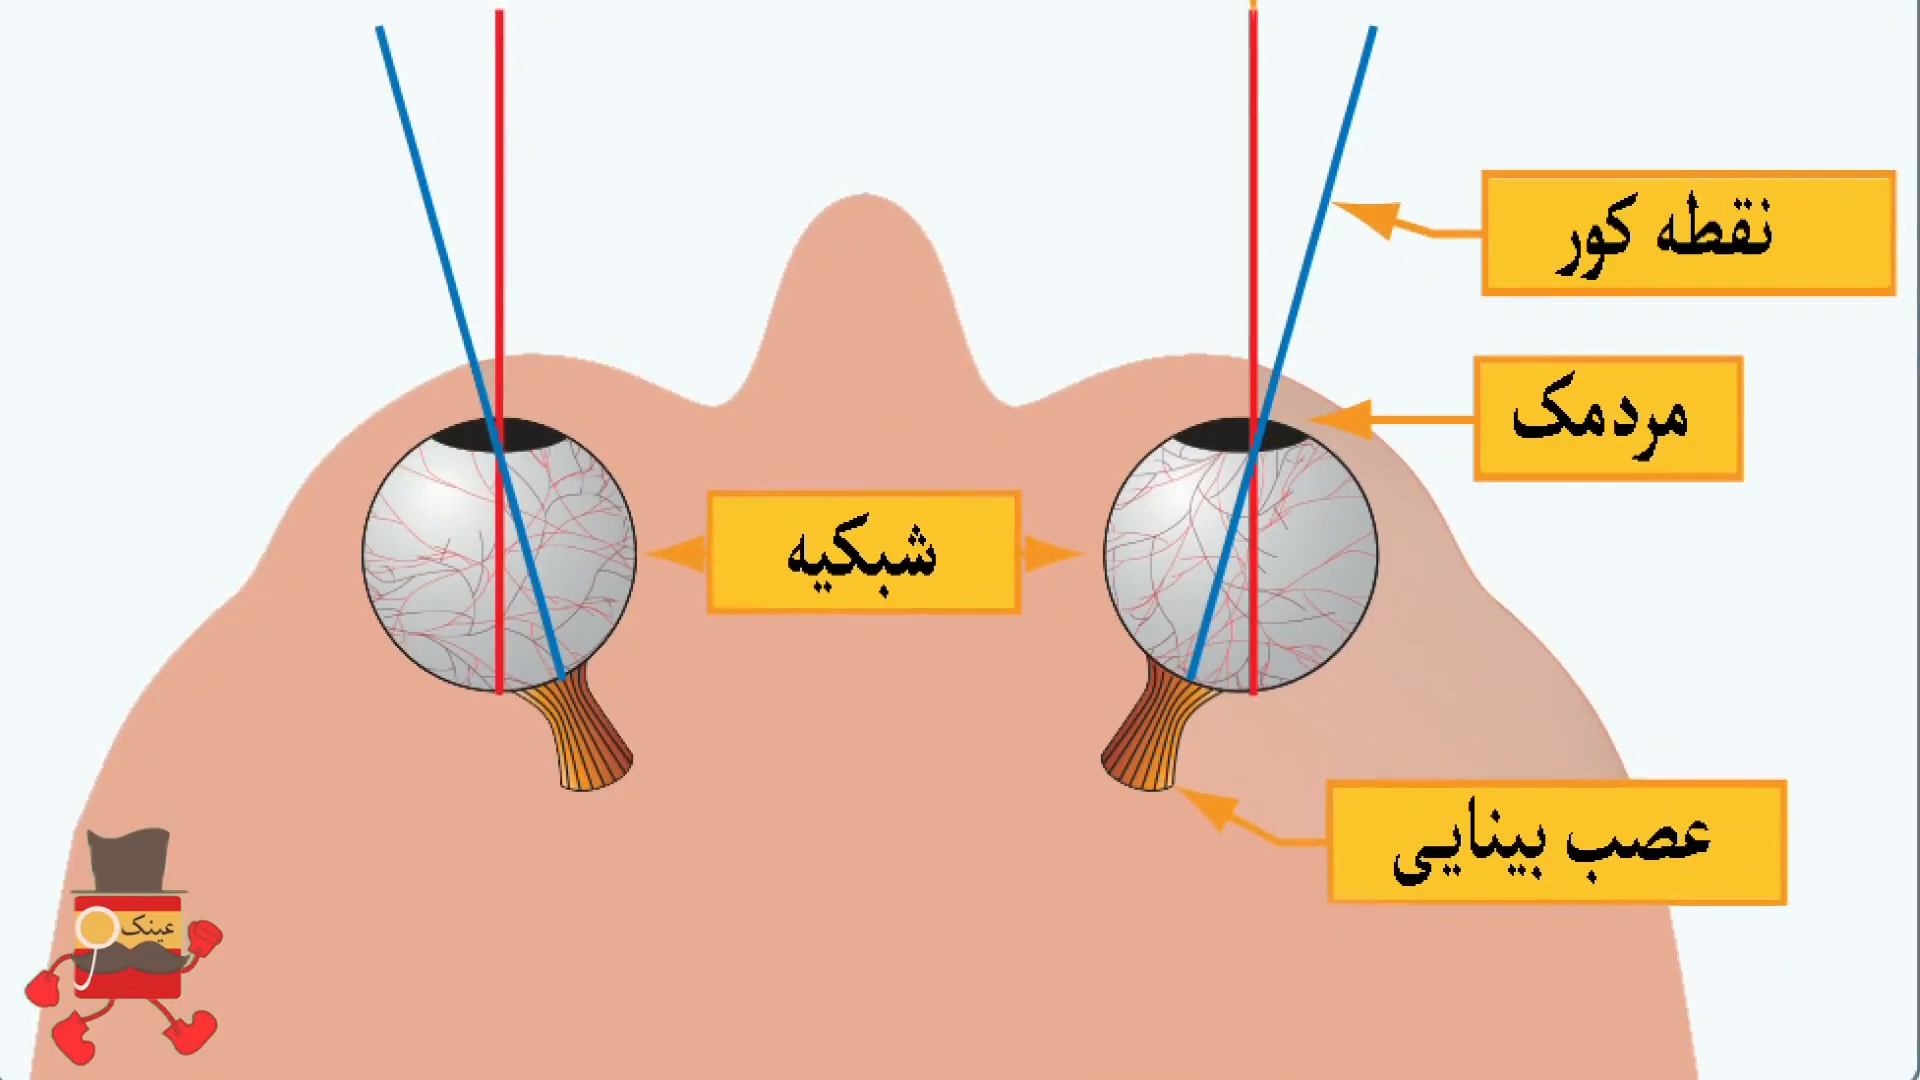 نقطه کور
مردمک
شبکیه
عصب بینایی
عینک